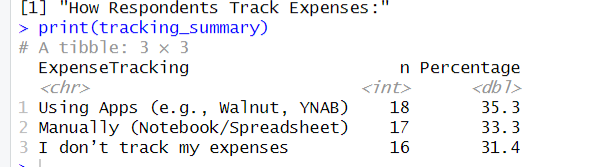 [1] "How Respondents Track Expenses:"
> print(tracking_summary)
# A tibble: 3 × 3
  ExpenseTracking                    n Percentage
  <chr>                          <int>      <dbl>
1 Using Apps (e.g., Walnut, YNAB)    18       35.3
2 Manually (Notebook/Spreadsheet)    17       33.3
3 I don’t track my expenses          16       31.4
>